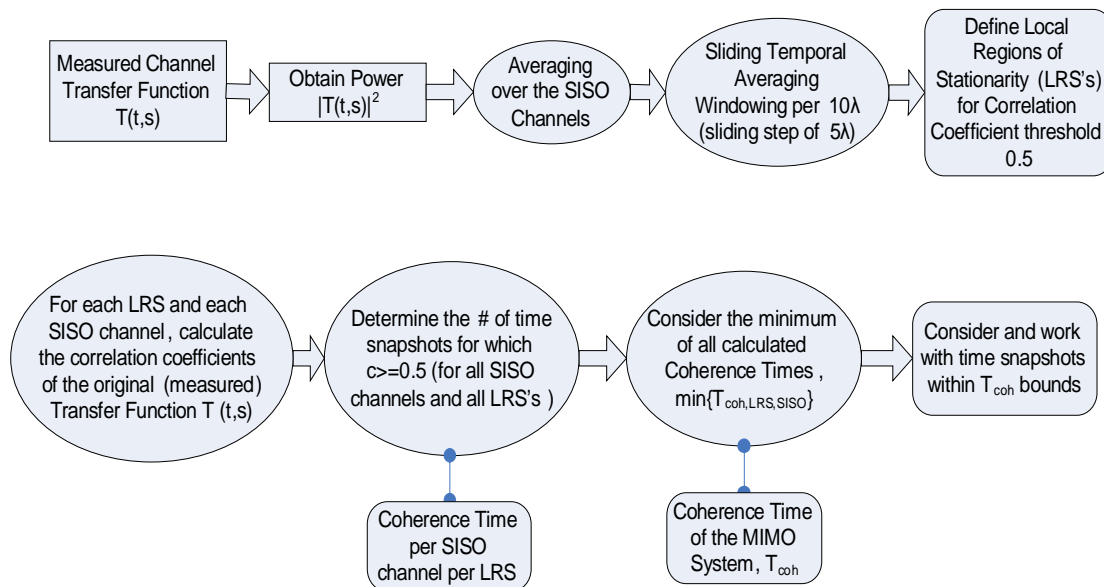 Measured Channel
Transfer Function
T(t,s)
Obtain Power
|T(t,s)|²
Averaging
over the SISO
Channels
Sliding Temporal
Averaging
Windowing per 10λ
(sliding step of 5λ)
Define Local
Regions of
Stationarity (LRS's)
for Correlation
Coefficient threshold
0.5
For each LRS and each
SISO channel, calculate
the correlation coefficients
of the original (measured)
Transfer Function T (t,s)
Determine the # of time
snapshots for which
c>=0.5 (for all SISO
channels and all LRS's )
Consider the minimum
of all calculated
Coherence Times ,
min{T_coh,LRS,SISO}
Consider and work
with time snapshots
within T_coh bounds
Coherence Time
per SISO
channel per LRS
Coherence Time
of the MIMO
System, T_coh